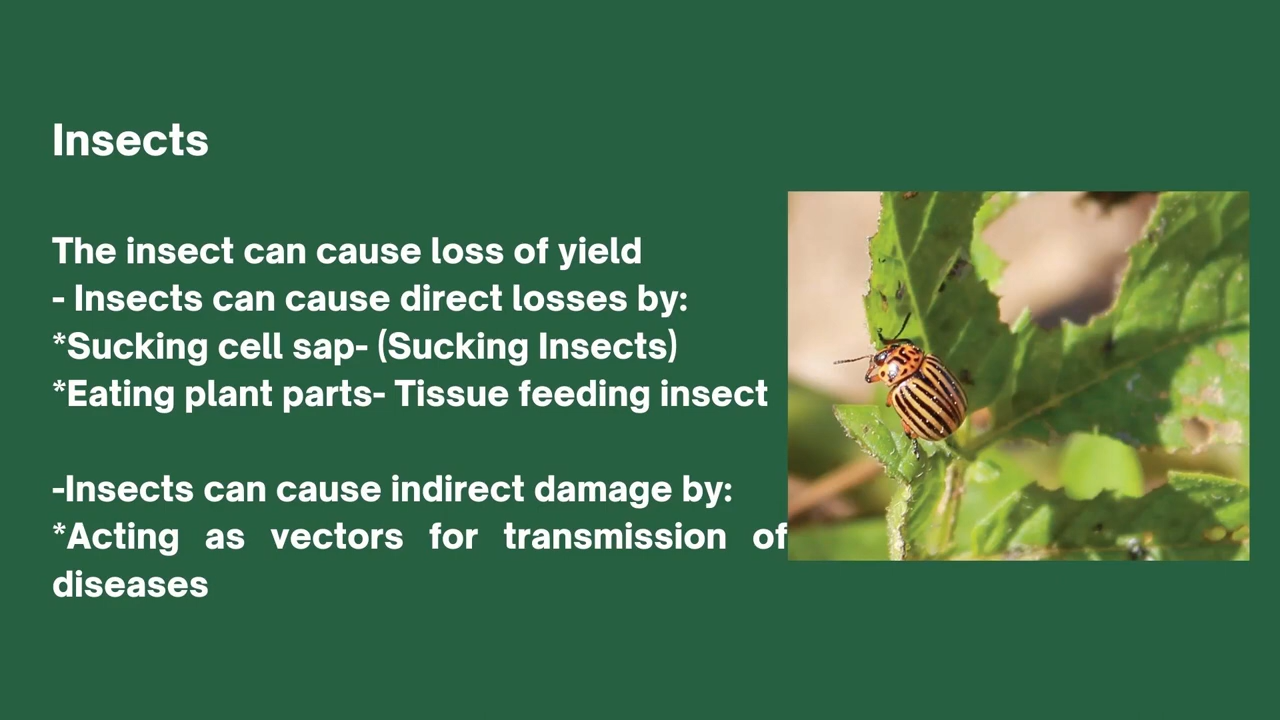 Insects
The insect can cause loss of yield
- Insects can cause direct losses by:
*Sucking cell sap- (Sucking Insects)
*Eating plant parts- Tissue feeding insect
-Insects can cause indirect damage by:
*Acting as vectors for transmission of
diseases